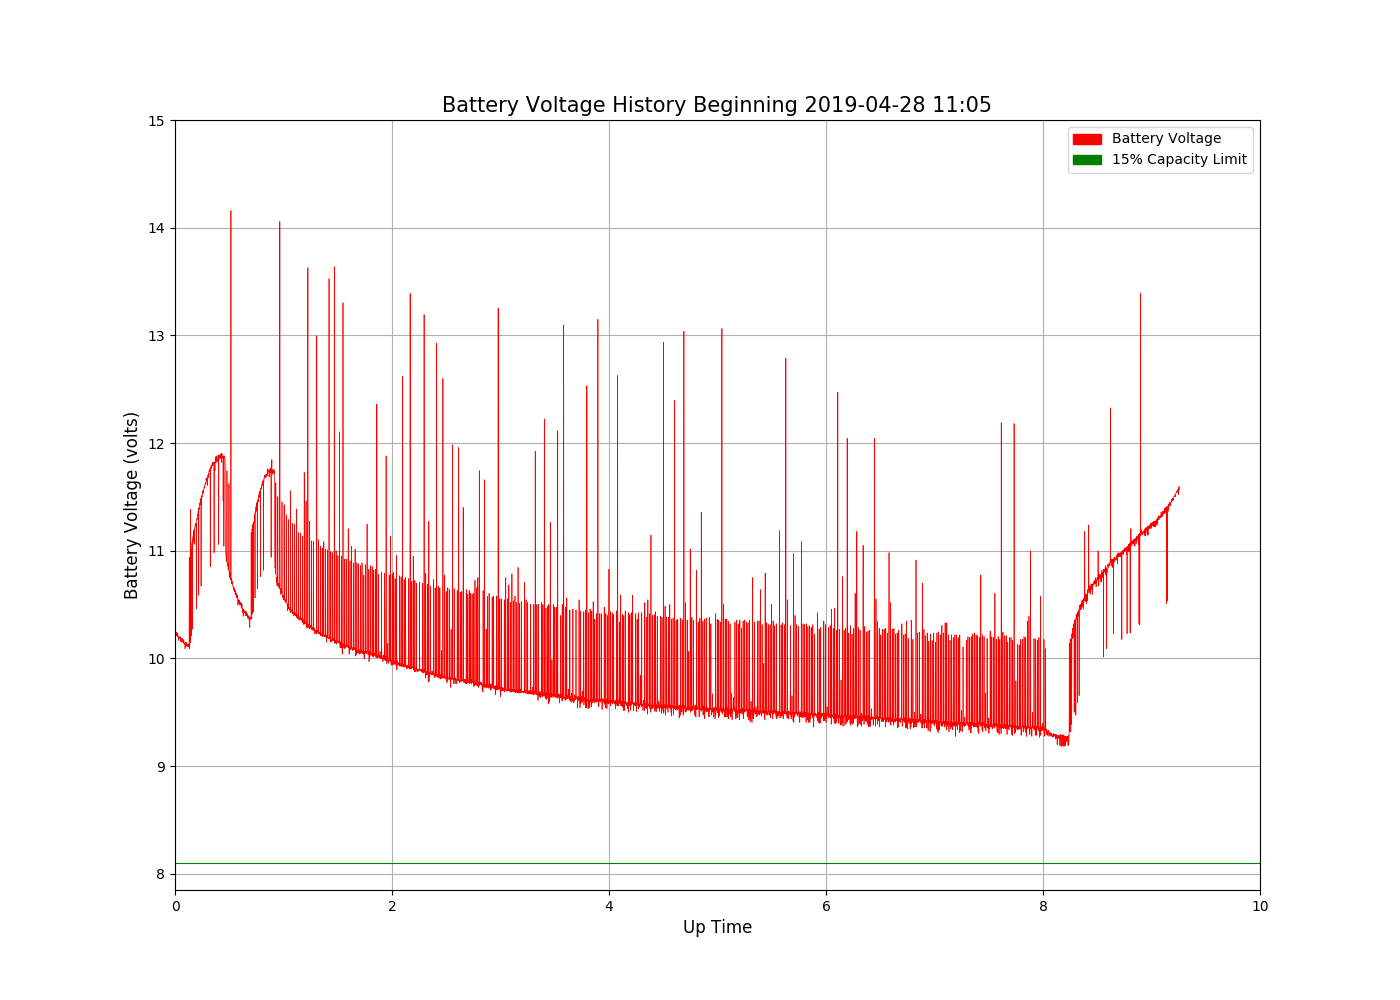 Battery Voltage History Beginning 2019-04-28 11:05
Battery Voltage
15% Capacity Limit
15
14
13
12
11
10
9
8
Battery Voltage (volts)
0 2 4 6 8 10
Up Time